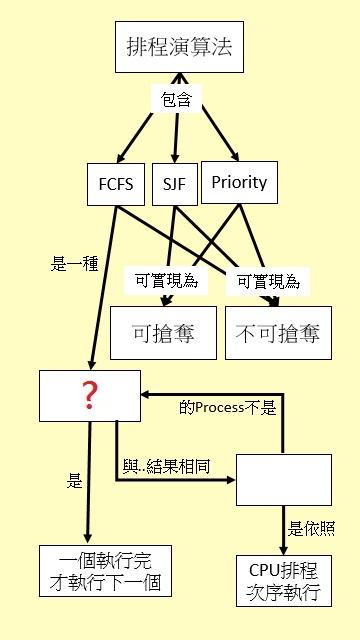 排程演算法
包含
FCFS
SJF
Priority
是一種
可實現為
可實現為
可搶奪
不可搶奪
?
的Process不是
與..結果相同
是
是依照
一個執行完
才執行下一個
CPU排程
次序執行